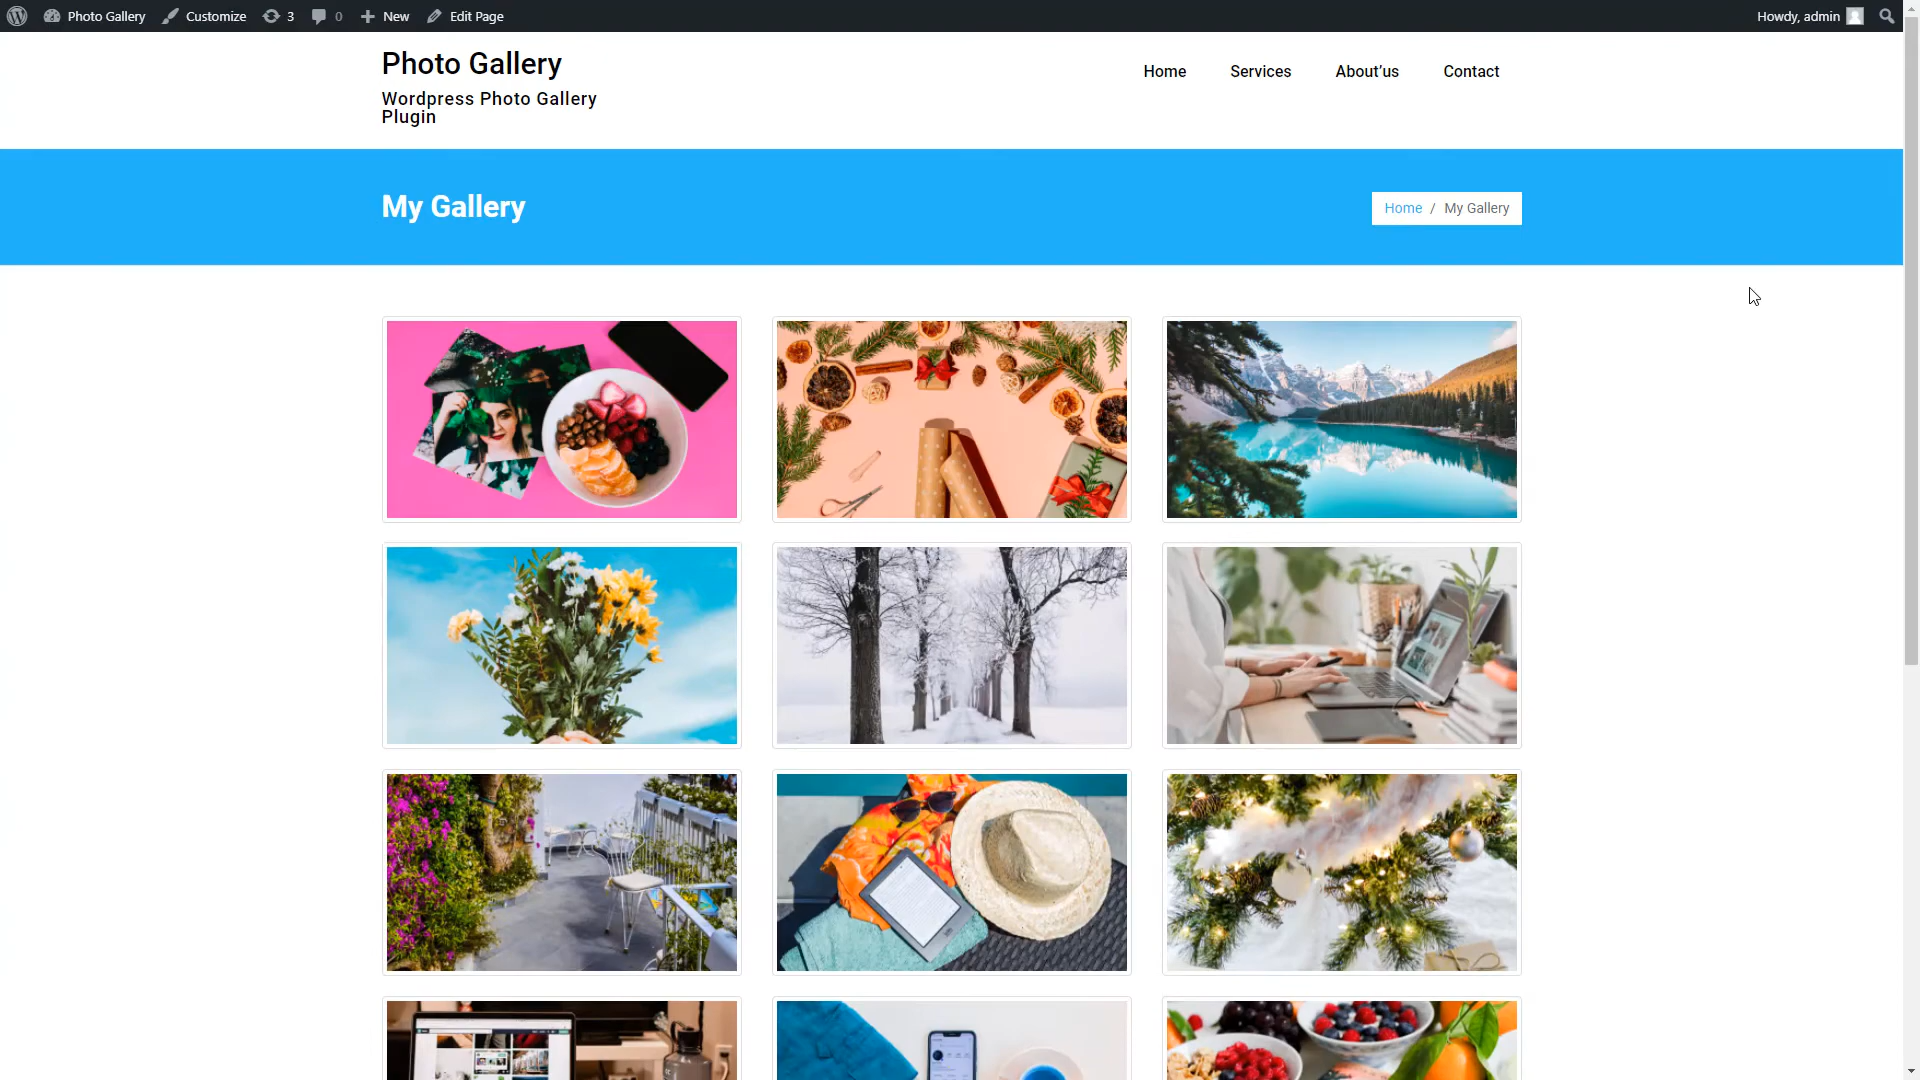 Photo Gallery Customize 3 0 New Edit Page Howdy, admin
Photo Gallery
Wordpress Photo Gallery
Plugin
Home Services About’us Contact
My Gallery
Home / My Gallery